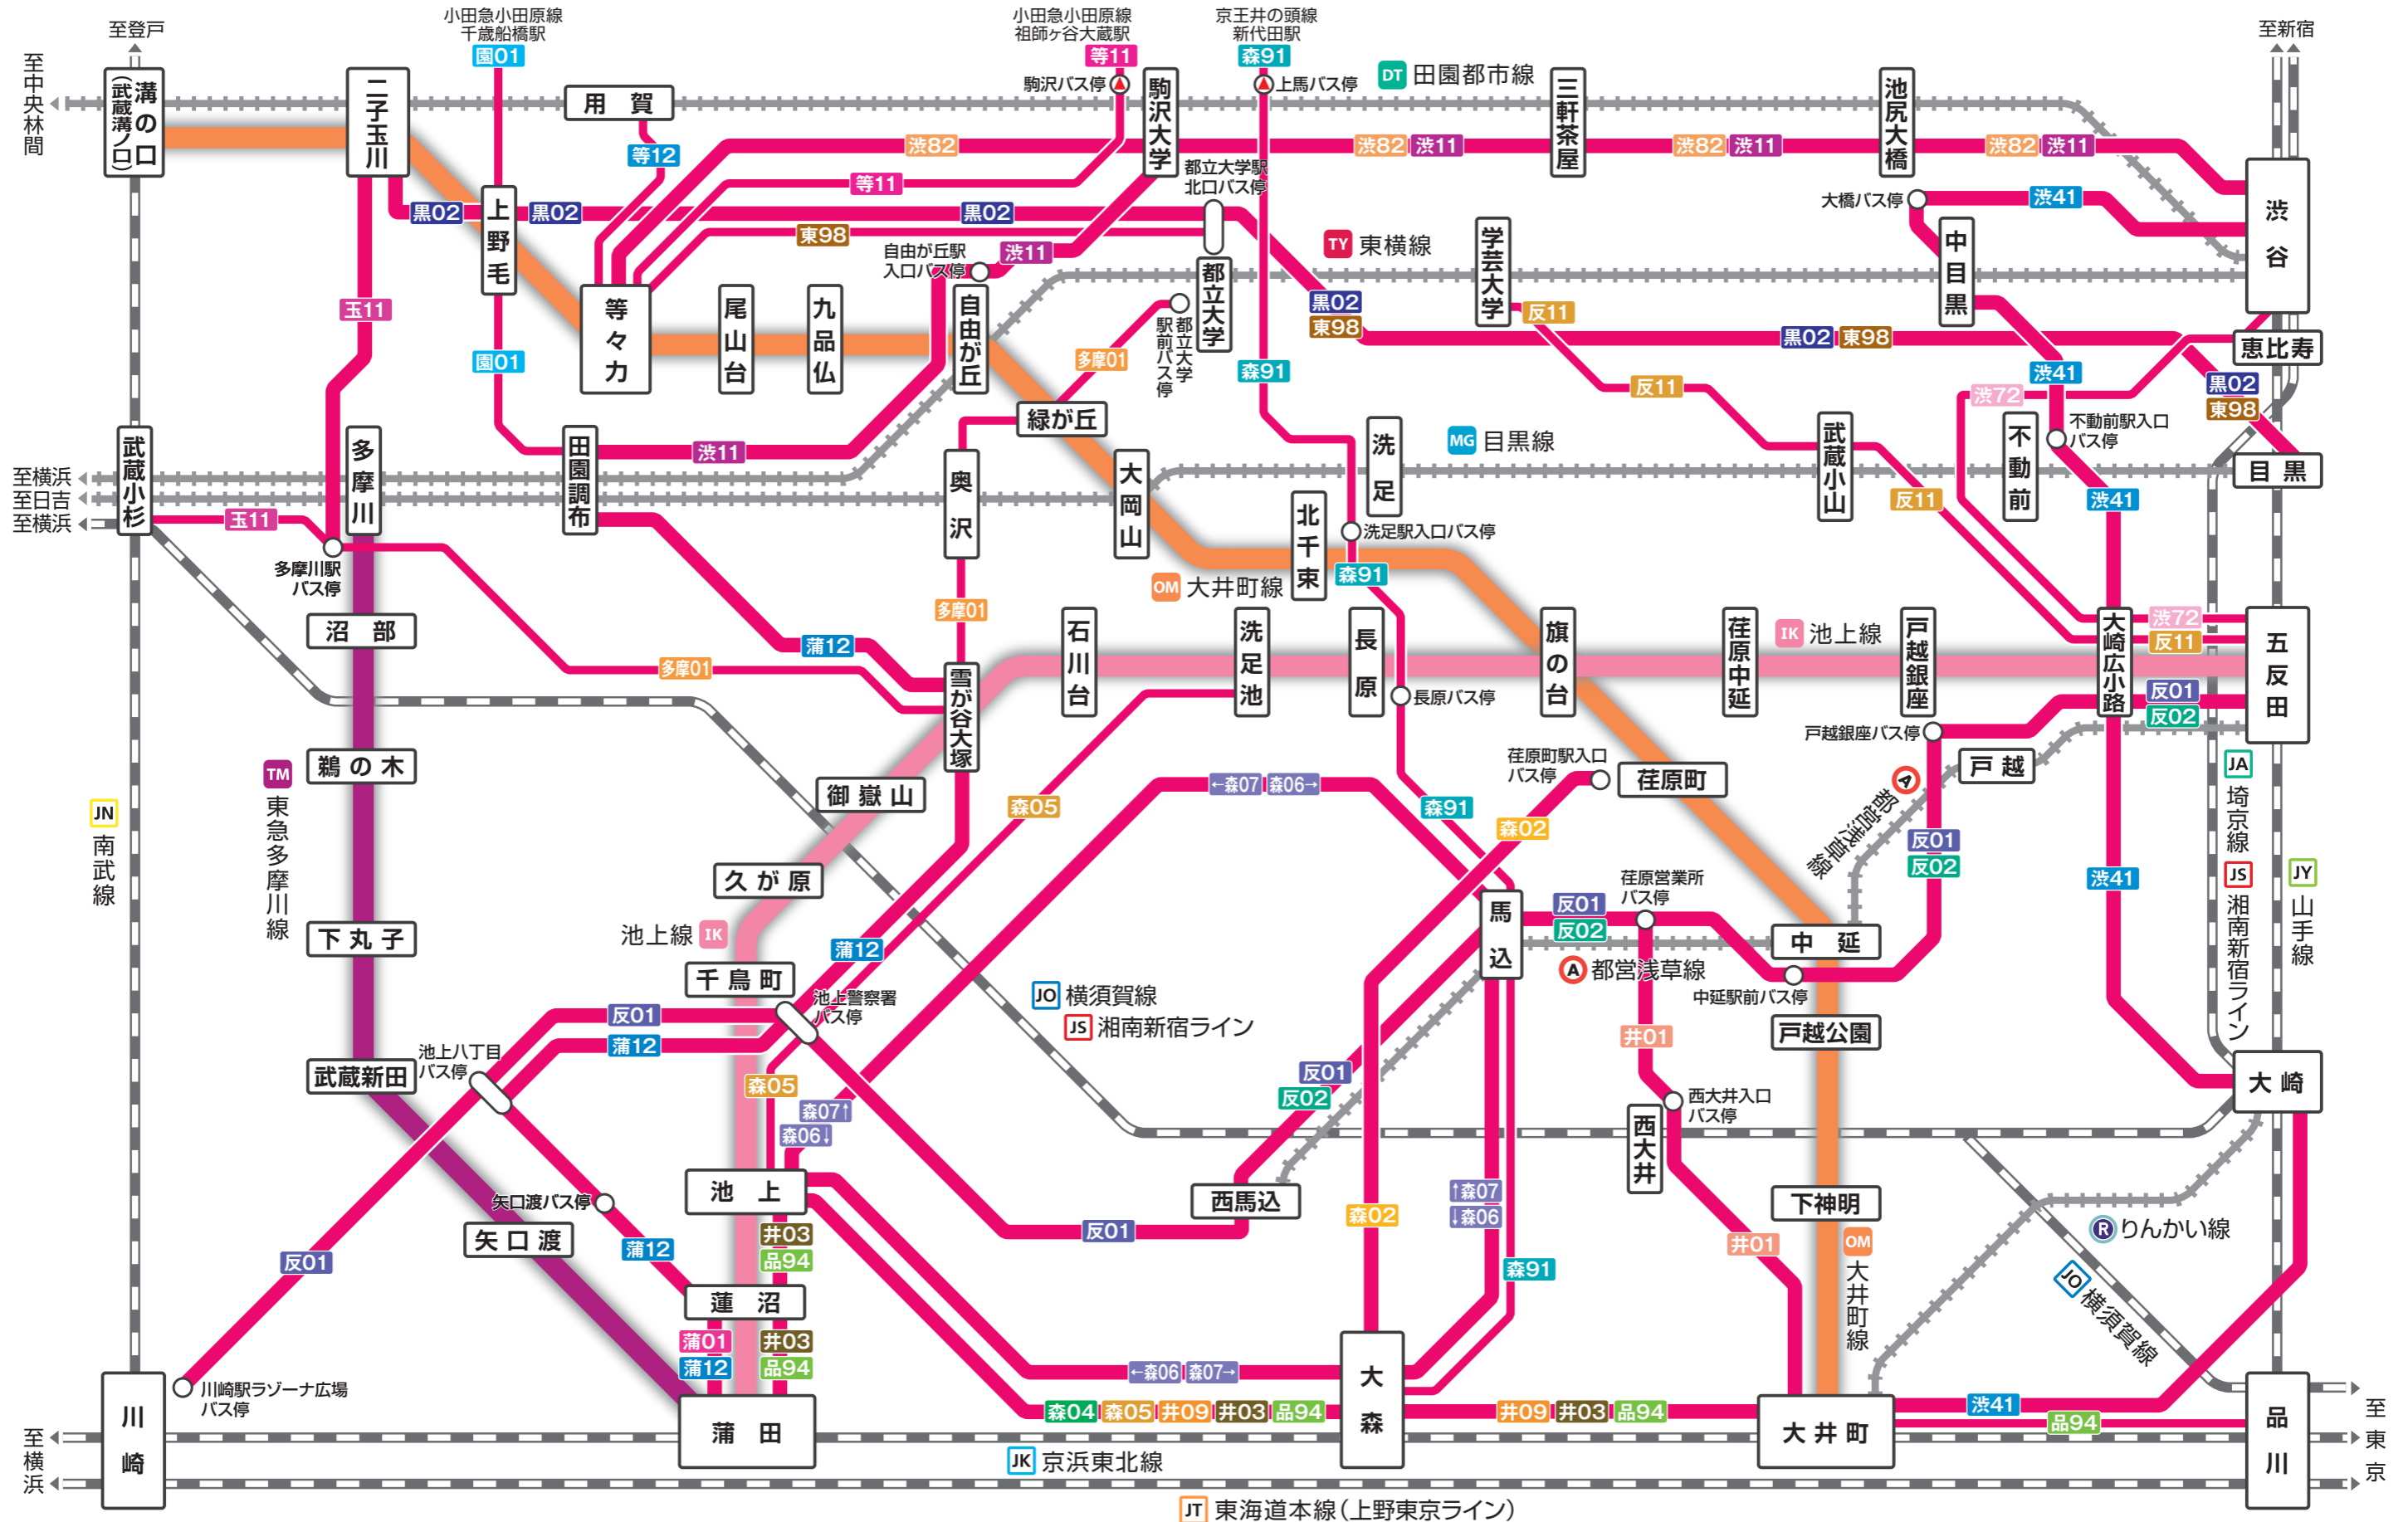 小田急小田原線
千歳船橋駅
園01
小田急小田原線
祖師ヶ谷大蔵駅
等11
京王井の頭線
新代田駅
森91
至登戸
至新宿
至中央林間
溝の口
(武蔵溝ノ口)
二子玉川
用賀
駒沢バス停
駒沢大学
上馬バス停
DT 田園都市線
三軒茶屋
池尻大橋
等12
渋82
渋82 渋11
渋82 渋11
渋82 渋11
等11
都立大学駅
北口バス停
大橋バス停
渋41
渋谷
黒02
上野毛
黒02
黒02
東98
自由が丘駅
入口バス停
渋11
TY 東横線
学芸大学
中目黒
玉11
等々力
尾山台
九品仏
自由が丘
都立大学
都立大学
駅前バス停
黒02
東98
反11
黒02 東98
恵比寿
園01
多摩01
森91
反11
渋41
渋72
黒02
東98
緑が丘
不動前駅入口
バス停
武蔵小杉
多摩川
田園調布
渋11
奥沢
大岡山
洗足
MG 目黒線
武蔵小山
不動前
目黒
至横浜
至日吉
至横浜
玉11
反11
渋41
北千束
洗足駅入口バス停
多摩川駅
バス停
森91
OM 大井町線
沼部
多摩01
蒲12
石川台
洗足池
長原
旗の台
荏原中延
IK 池上線
戸越銀座
大崎広小路
渋72
反11
五反田
多摩01
雪が谷大塚
長原バス停
反01
反02
戸越銀座バス停
鵜の木
TM 東急多摩川線
御嶽山
森05
←森07 森06→
荏原町駅入口
バス停
荏原町
戸越
JA 埼京線
JN 南武線
森91
森02
A 都営浅草線
反01
反02
JS 湘南新宿ライン
JY 山手線
久が原
荏原営業所
バス停
渋41
馬込
反01
反02
池上線 IK
下丸子
蒲12
中延
千鳥町
A 都営浅草線
JO 横須賀線
中延駅前バス停
池上警察署
バス停
反01
JS 湘南新宿ライン
戸越公園
井01
蒲12
池上八丁目
バス停
武蔵新田
反01
反02
大崎
森05
西大井入口
バス停
森07↑
森06↓
西大井
池上
矢口渡バス停
西馬込
↑森07
↓森06
森02
下神明
矢口渡
反01
井03
品94
反01
蒲12
井01
OM 大井町線
R りんかい線
森91
JO 横須賀線
蓮沼
蒲01
蒲12
井03
品94
大森
←森06 森07→
川崎駅ラゾーナ広場
バス停
川崎
蒲田
森04 森05 井09 井03 品94
井09 井03 品94
大井町
渋41
品94
品川
至横浜
至東京
JK 京浜東北線
JT 東海道本線(上野東京ライン)